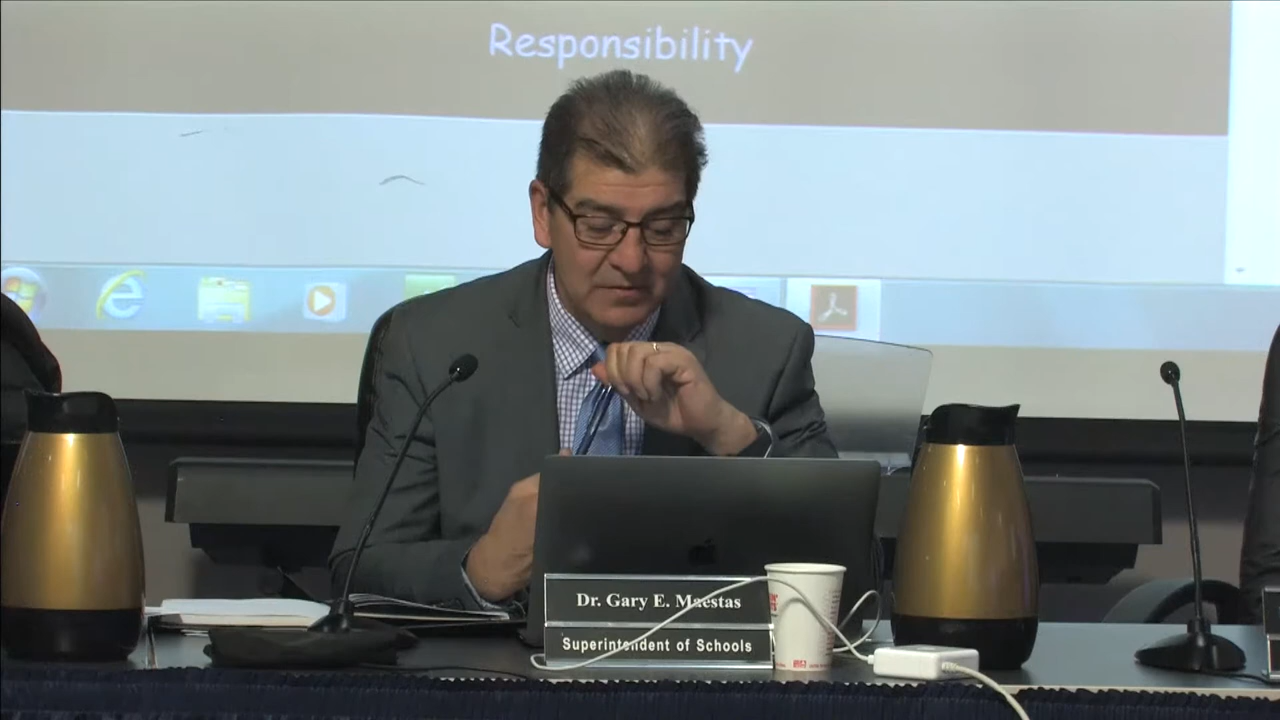 Responsibility
Dr. Gary E. Maestas
Superintendent of Schools